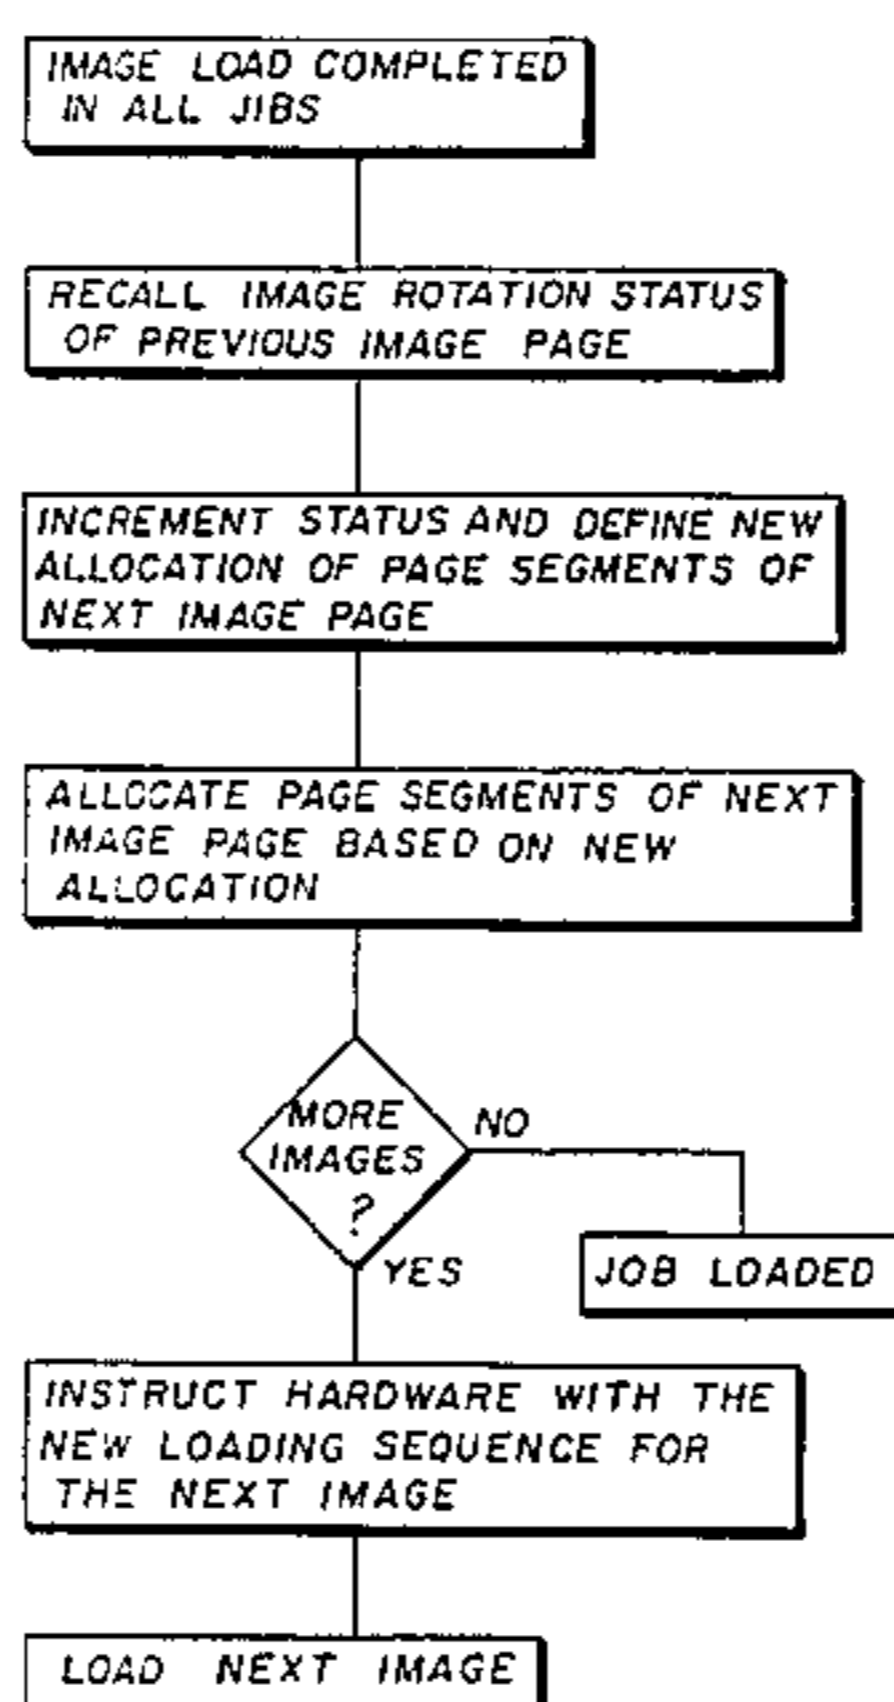 IMAGE LOAD COMPLETED
IN ALL JIBS
RECALL IMAGE ROTATION STATUS
OF PREVIOUS IMAGE PAGE
INCREMENT STATUS AND DEFINE NEW
ALLOCATION OF PAGE SEGMENTS OF
NEXT IMAGE PAGE
ALLOCATE PAGE SEGMENTS OF NEXT
IMAGE PAGE BASED ON NEW
ALLOCATION
MORE
IMAGES
?
NO
YES
JOB LOADED
INSTRUCT HARDWARE WITH THE
NEW LOADING SEQUENCE FOR
THE NEXT IMAGE
LOAD NEXT IMAGE